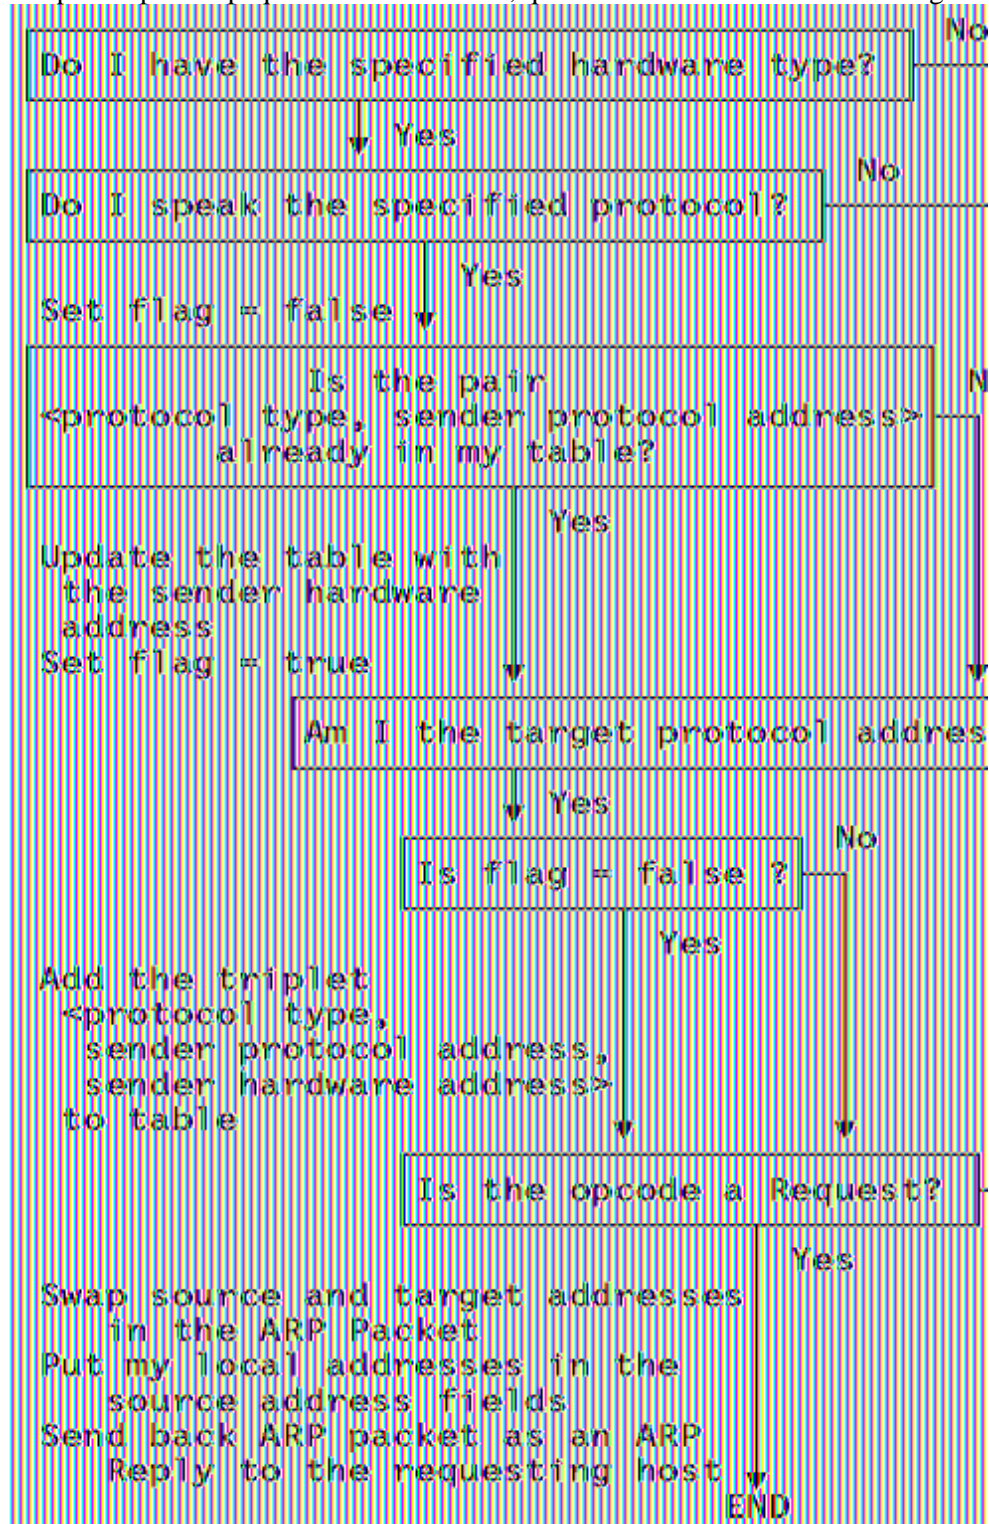 No
Do I have the specified hardware type?
Yes
No
Do I speak the specified protocol?
Yes
Set flag = false
Is the pair
N
<protocol type, sender protocol address>
already in my table?
Yes
Update the table with
the sender hardware
address
Set flag = true
Am I the target protocol addres
Yes
No
Is flag = false ?
Yes
Add the triplet
<protocol type,
sender protocol address,
sender hardware address>
to table
Is the opcode a Request?
Yes
Swap source and target addresses
in the ARP Packet
Put my local addresses in the
source address fields
Send back ARP packet as an ARP
Reply to the requesting host
END